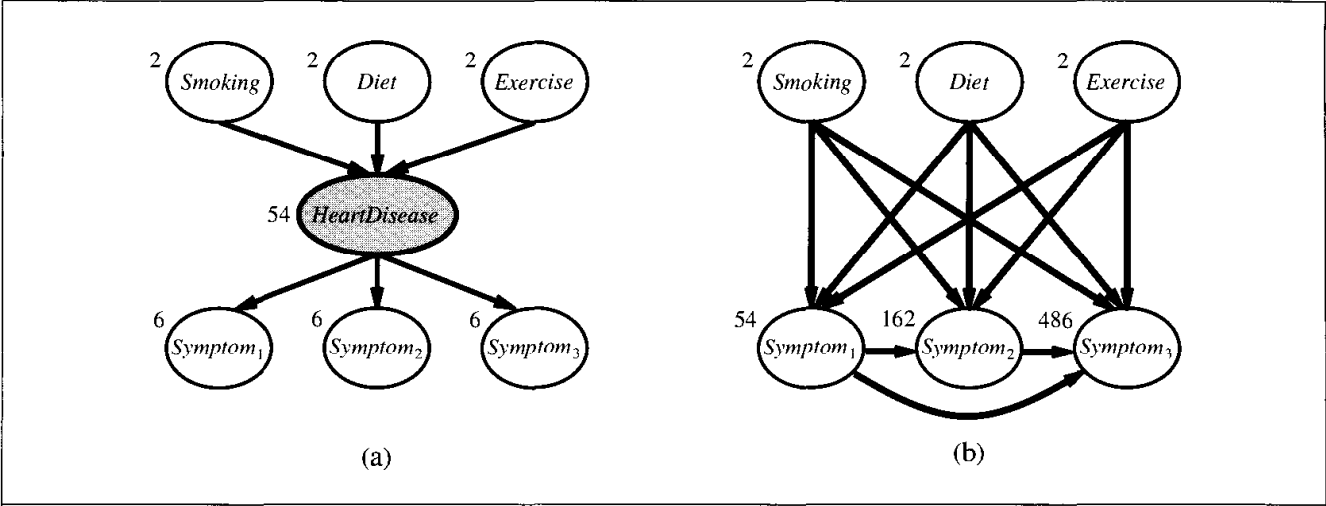 2 Smoking 2 Diet 2 Exercise 2 Smoking 2 Diet 2 Exercise
54 HeartDisease
6 Symptom1 6 Symptom2 6 Symptom3 54 Symptom1 162 Symptom2 486 Symptom3
(a) (b)